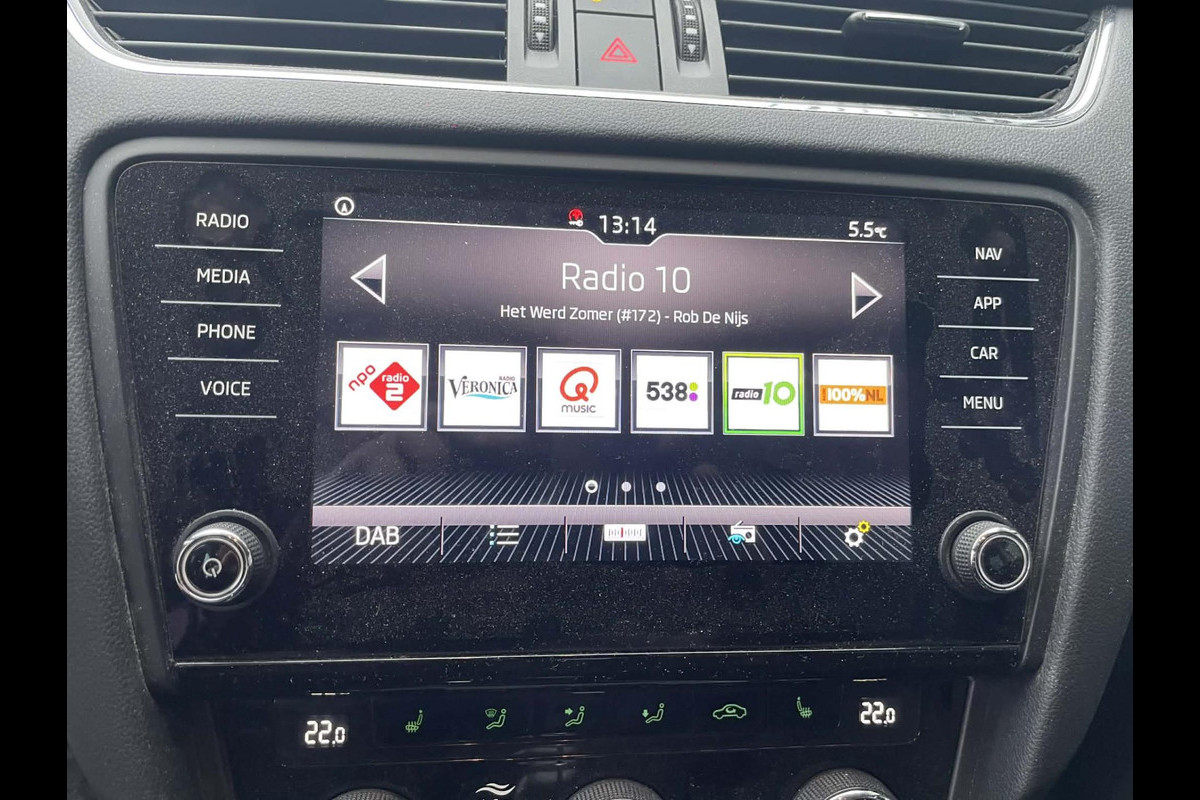 13:14
5.5°C
RADIO
MEDIA
PHONE
VOICE
NAV
APP
CAR
MENU
Radio 10
Het Werd Zomer (#172) - Rob De Nijs
npo radio 2
RADIO VERONICA
Q MUSIC
538
radio 10
100%NL
DAB
22.0
22.0